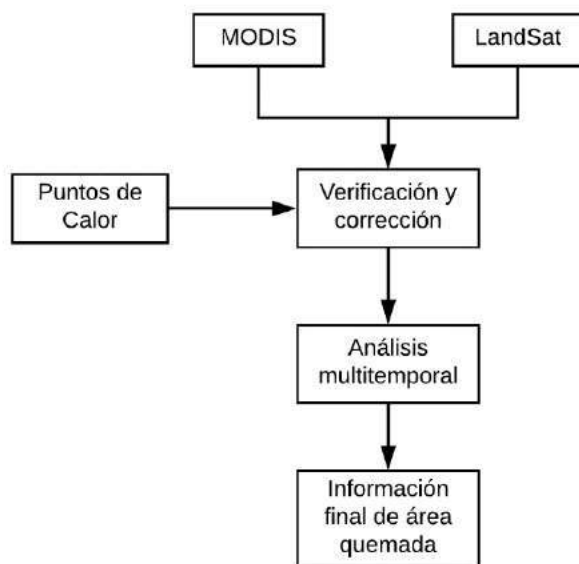 MODIS
LandSat
Puntos de
Calor
Verificación y
corrección
Análisis
multitemporal
Información
final de área
quemada